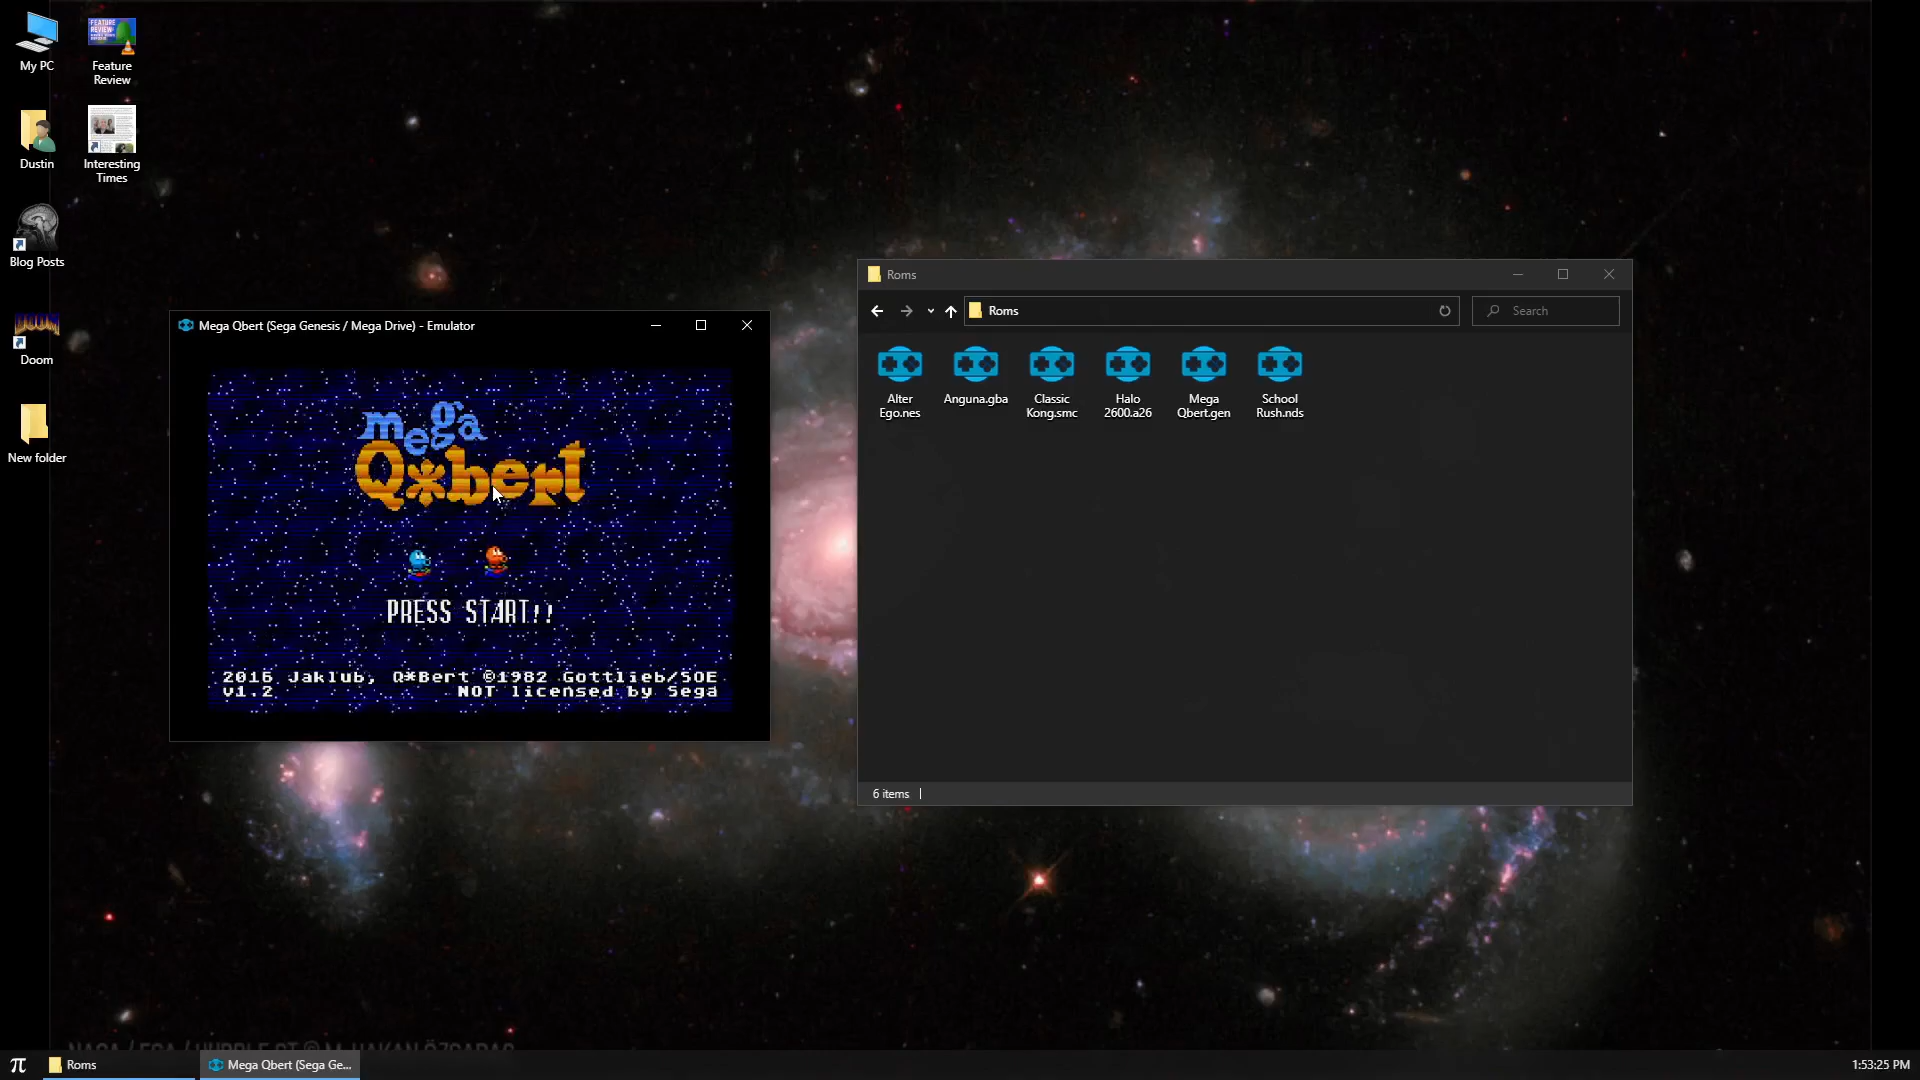 My PC
Feature
Review
Dustin
Interesting
Times
Blog Posts
Doom
New folder
Mega Qbert (Sega Genesis / Mega Drive) - Emulator
mega
Q*bert
PRESS START!!
2016 Jaklub, Q*Bert ©1982 Gottlieb/SOE
v1.2 NOT licensed by Sega
Roms
Roms
Search
Alter
Ego.nes
Anguna.gba
Classic
Kong.smc
Halo
2600.a26
Mega
Qbert.gen
School
Rush.nds
6 items
Roms
Mega Qbert (Sega Ge...
1:53:25 PM